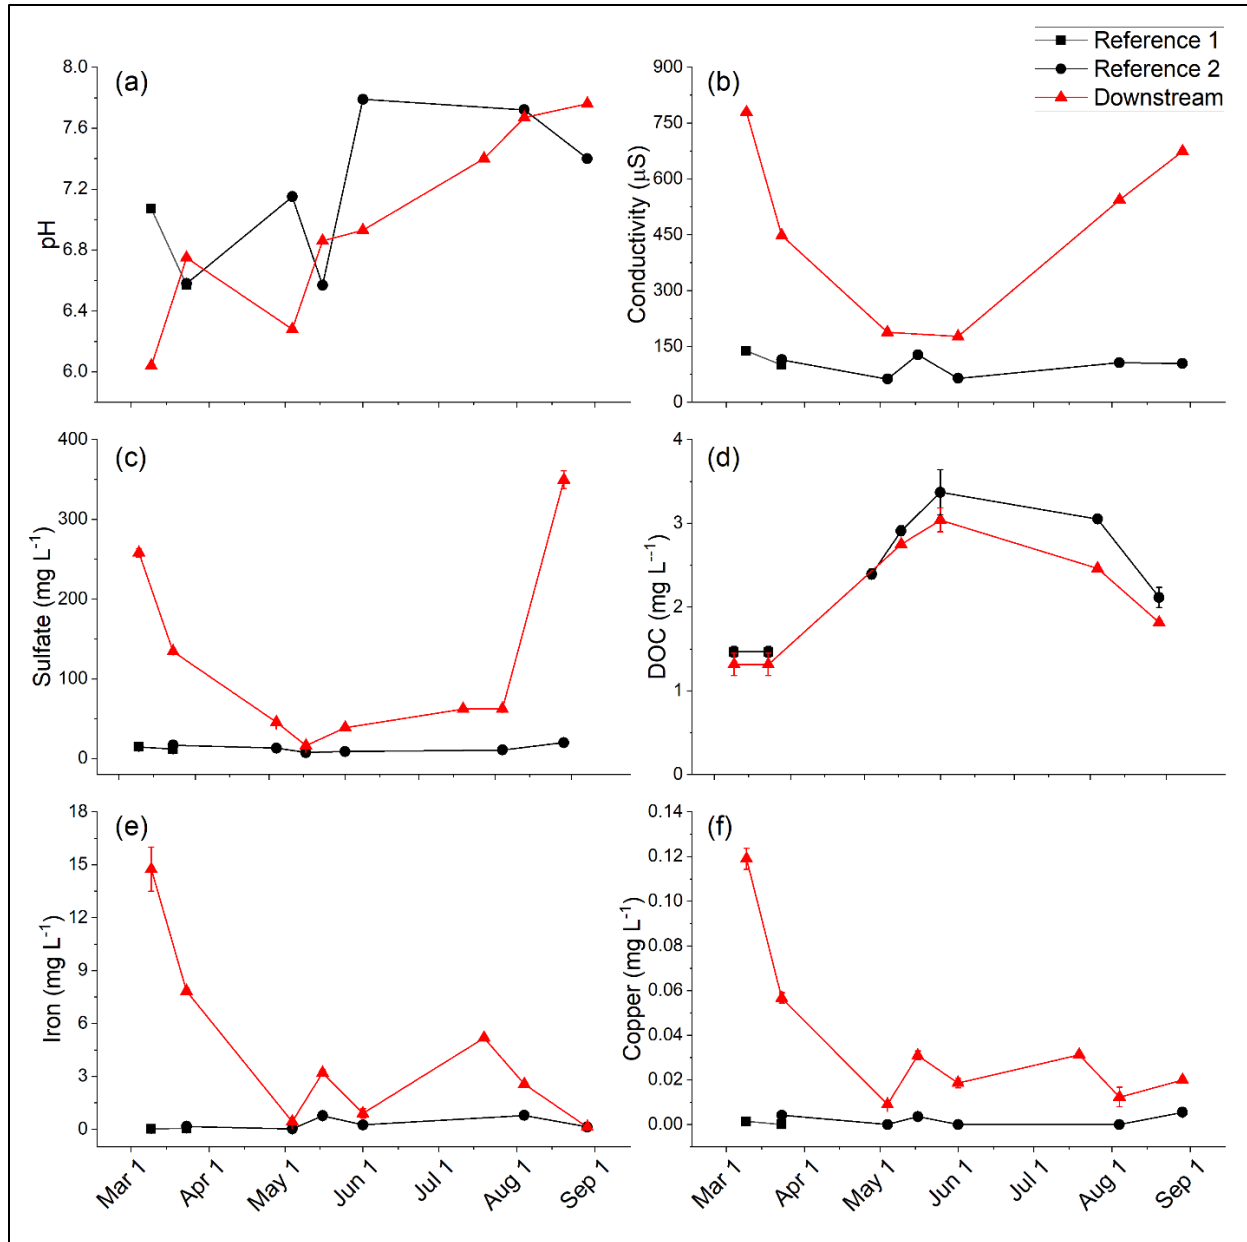 Reference 1
Reference 2
Downstream
(a)
8.0
7.6
7.2
6.8
6.4
6.0
pH
(b)
900
750
600
450
300
150
0
Conductivity (μS)
(c)
400
300
200
100
0
Sulfate (mg L⁻¹)
(d)
4
3
2
1
0
DOC (mg L⁻⁻¹)
(e)
18
15
12
9
6
3
0
Iron (mg L⁻¹)
Mar 1
Apr 1
May 1
Jun 1
Jul 1
Aug 1
Sep 1
(f)
0.14
0.12
0.10
0.08
0.06
0.04
0.02
0.00
Copper (mg L⁻¹)
Mar 1
Apr 1
May 1
Jun 1
Jul 1
Aug 1
Sep 1